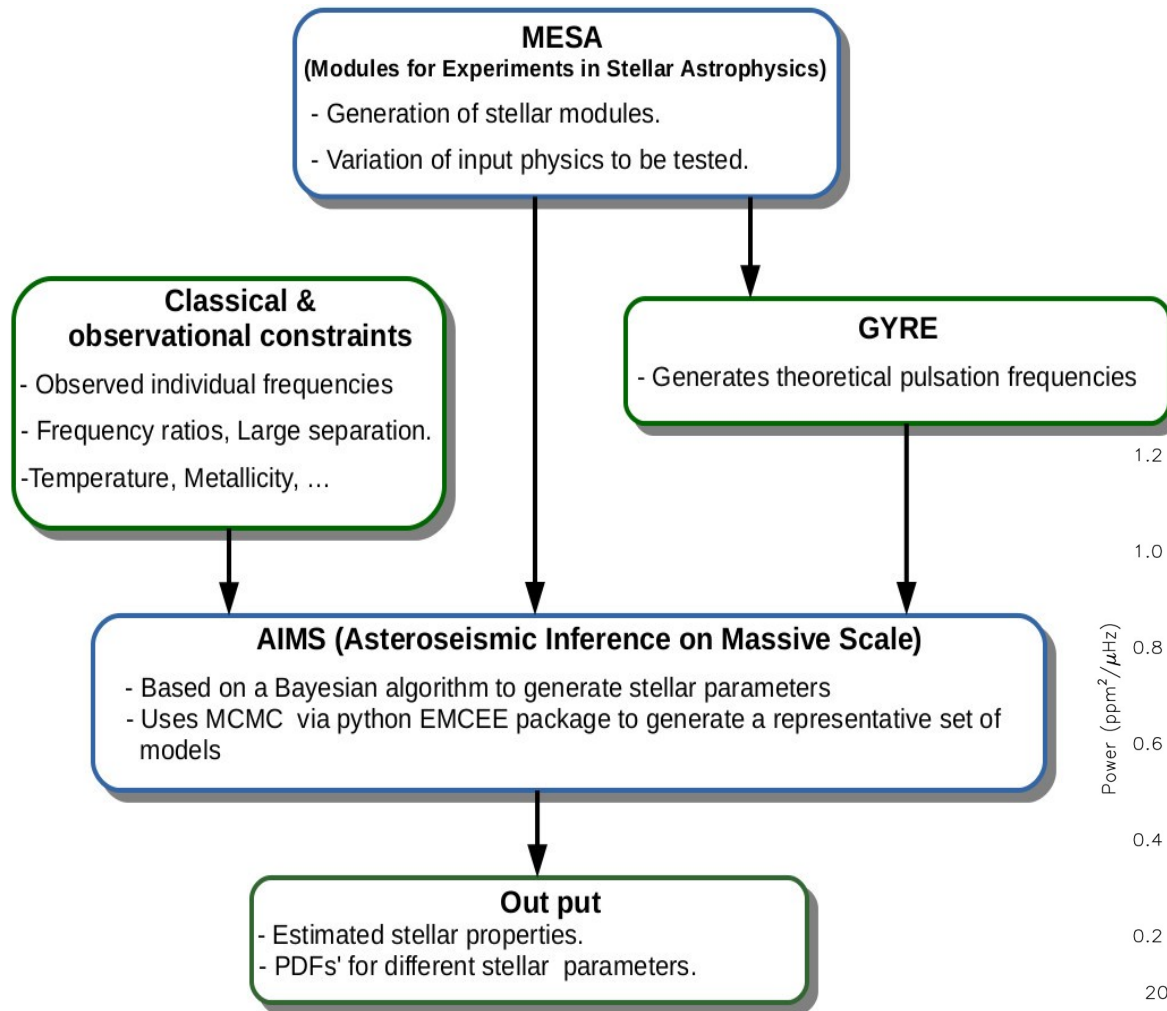 MESA
(Modules for Experiments in Stellar Astrophysics)
- Generation of stellar modules.
- Variation of input physics to be tested.
Classical &
observational constraints
- Observed individual frequencies
- Frequency ratios, Large separation.
-Temperature, Metallicity, …
GYRE
- Generates theoretical pulsation frequencies
AIMS (Asteroseismic Inference on Massive Scale)
- Based on a Bayesian algorithm to generate stellar parameters
- Uses MCMC via python EMCEE package to generate a representative set of
models
Out put
- Estimated stellar properties.
- PDFs' for different stellar parameters.
Power (ppm²/μHz)
1.2
1.0
0.8
0.6
0.4
0.2
20